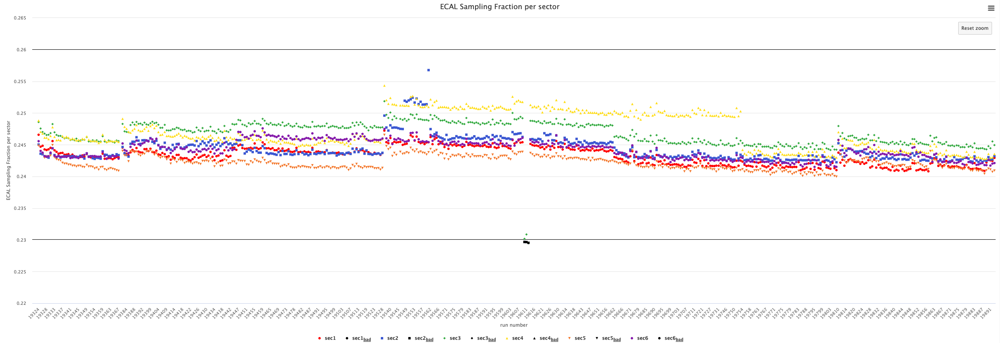 ECAL Sampling Fraction per sector
Reset zoom
0.265
0.26
0.255
0.25
0.245
0.24
0.235
0.23
0.225
0.22
ECAL Sampling Fraction per sector
19324 19328 19333 19337 19341 19345 19349 19354 19359 19363 19367 19384 19388 19392 19399 19404 19409 19414 19418 19422 19426 19430 19434 19438 19442 19447 19451 19455 19459 19465 19469 19473 19478 19482 19487 19491 19495 19499 19503 19507 19513 19519 19523 19528 19540 19545 19549 19553 19557 19562 19566 19571 19575 19579 19583 19587 19591 19595 19599 19603 19607 19611 19616 19621 19626 19630 19634 19638 19643 19647 19651 19656 19662 19666 19671 19679 19685 19690 19695 19699 19703 19707 19711 19721 19727 19731 19746 19750 19754 19758 19763 19767 19771 19775 19779 19783 19788 19795 19799 19803 19810 19814 19820 19824 19828 19832 19836 19840 19844 19848 19852 19856 19863 19867 19871 19875 19879 19883 19887 19891
run number
sec1 sec1bad sec2 sec2bad sec3 sec3bad sec4 sec4bad sec5 sec5bad sec6 sec6bad